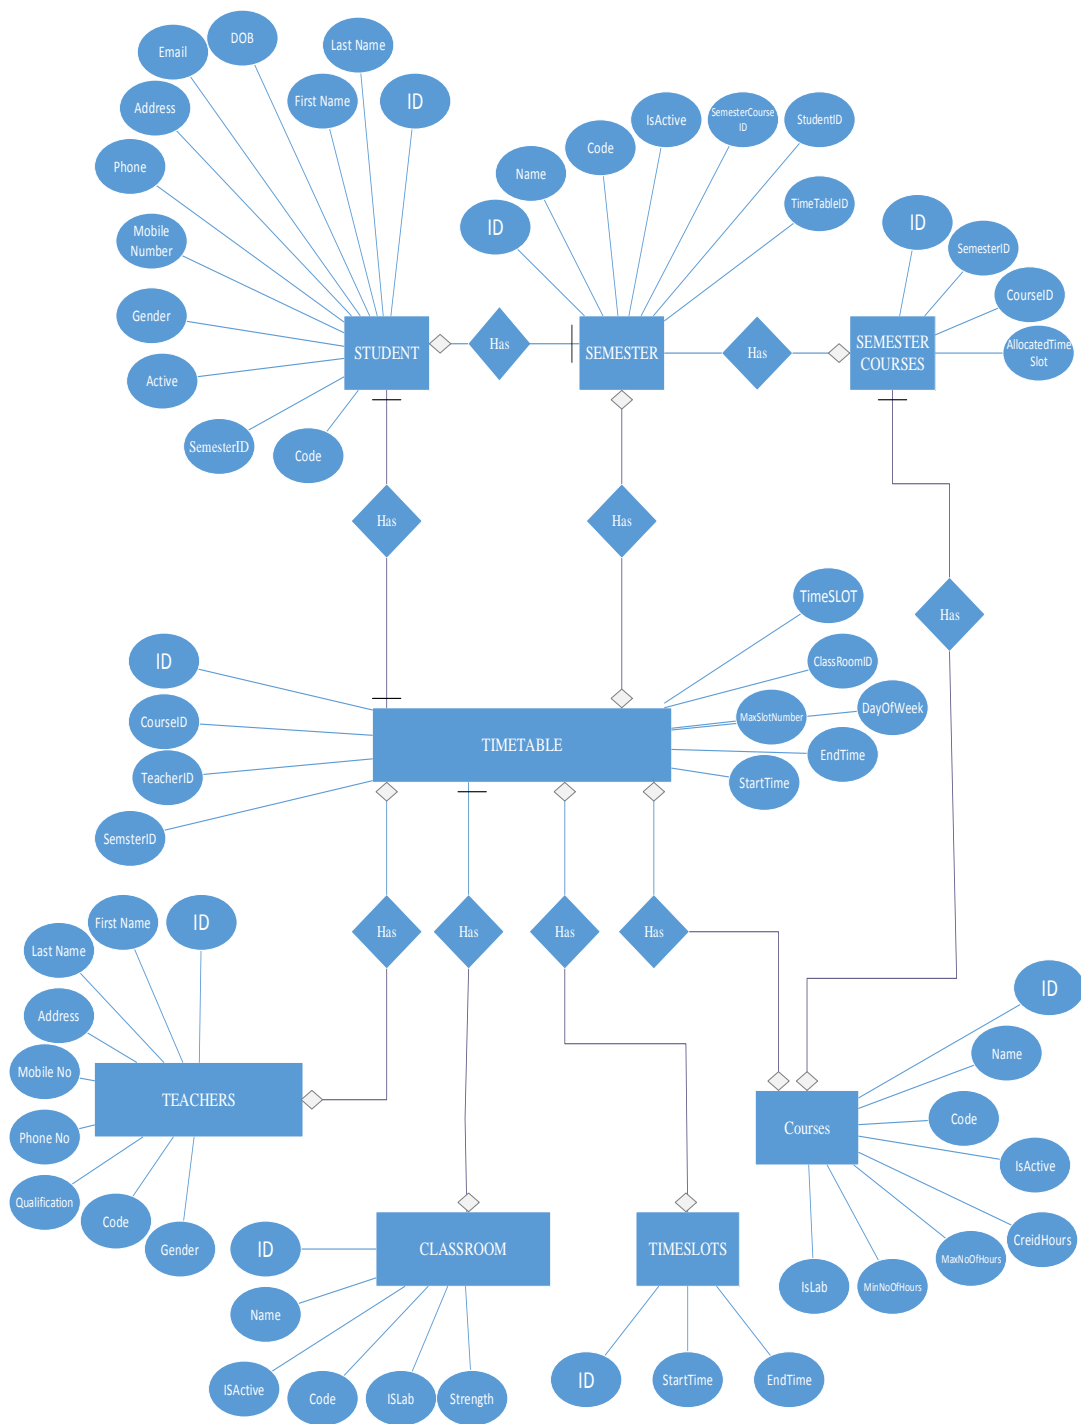 Email
DOB
Last Name
Address
First Name
ID
Phone
Mobile
Number
Gender
Active
SemesterID
Code
STUDENT
Has
ID
Name
Code
IsActive
SemesterCourse
ID
StudentID
TimeTableID
SEMESTER
Has
ID
SemesterID
CourseID
AllocatedTime
Slot
SEMESTER
COURSES
Has
Has
Has
ID
CourseID
TeacherID
SemsterID
TIMETABLE
TimeSLOT
ClassRoomID
MaxSlotNumber
DayOfWeek
EndTime
StartTime
Has
Has
Has
Has
ID
First Name
Last Name
Address
Mobile No
Phone No
Qualification
Code
Gender
TEACHERS
CLASSROOM
ID
Name
ISActive
Code
ISLab
Strength
TIMESLOTS
ID
StartTime
EndTime
Courses
ID
Name
Code
IsActive
CreidHours
MaxNoOfHours
MinNoOfHours
IsLab